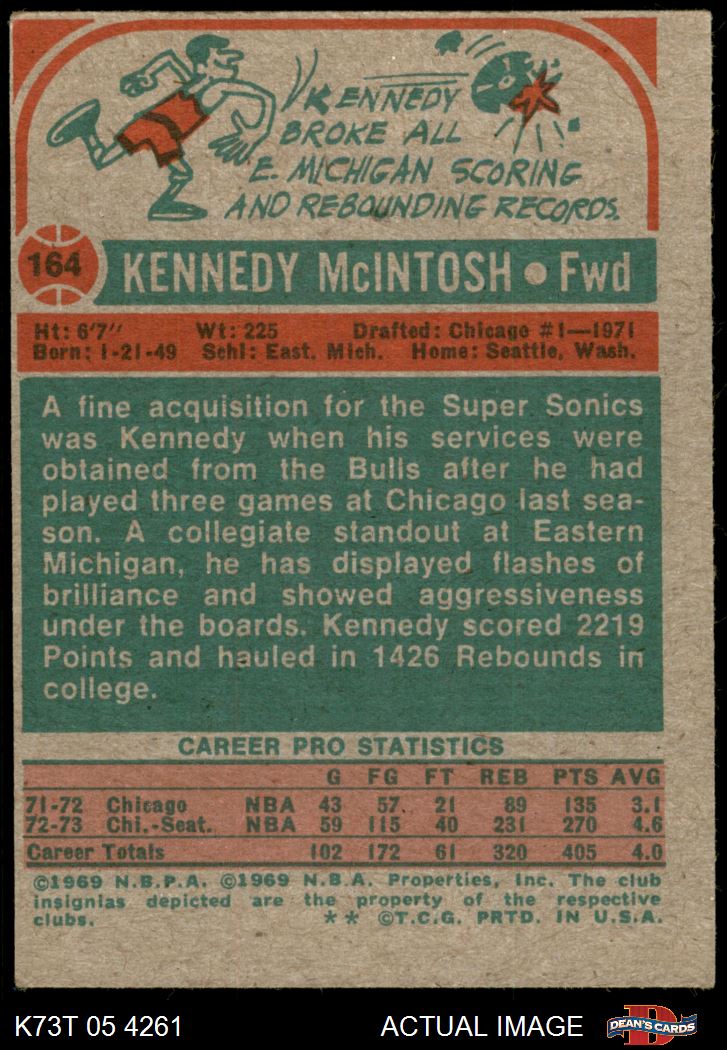 KENNEDY
BROKE ALL
E. MICHIGAN SCORING
AND REBOUNDING RECORDS.
164 KENNEDY McINTOSH • Fwd
Ht: 6'7" Wt: 225 Drafted: Chicago #1—1971
Born: 1-21-49 Schl: East. Mich. Home: Seattle, Wash.
A fine acquisition for the Super Sonics
was Kennedy when his services were
obtained from the Bulls after he had
played three games at Chicago last sea-
son. A collegiate standout at Eastern
Michigan, he has displayed flashes of
brilliance and showed aggressiveness
under the boards. Kennedy scored 2219
Points and hauled in 1426 Rebounds in
college.
CAREER PRO STATISTICS
G FG FT REB PTS AVG
71-72 Chicago NBA 43 57 21 89 135 3.1
72-73 Chi.-Seat. NBA 59 115 40 231 270 4.6
Career Totals 102 172 61 320 405 4.0
©1969 N.B.P.A. ©1969 N.B.A. Properties, Inc. The club
insignias depicted are the property of the respective
clubs. ** ©T.C.G. PRTD. IN U.S.A.
K73T 05 4261 ACTUAL IMAGE D DEAN'S CARDS